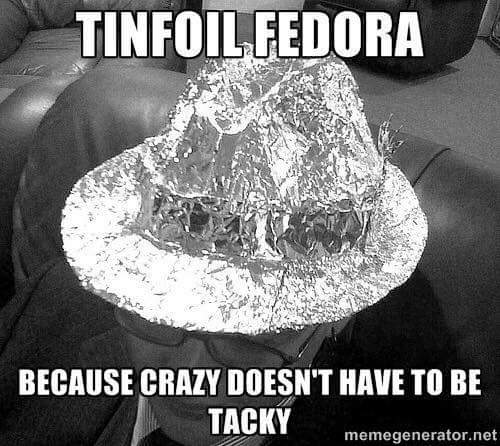 TINFOIL FEDORA
BECAUSE CRAZY DOESN'T HAVE TO BE
TACKY
memegenerator.net